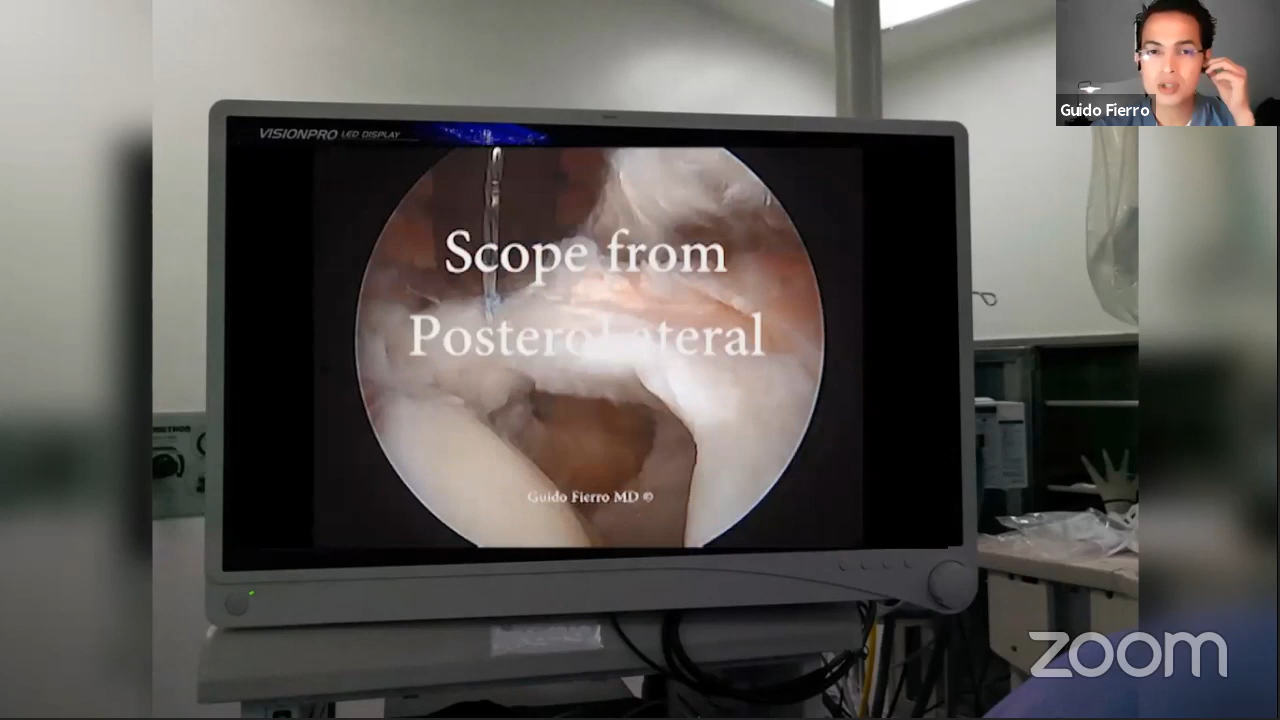 Guido Fierro
VISIONPRO LED DISPLAY
Scope from
PosteroLateral
Guido Fierro MD ©
zoom